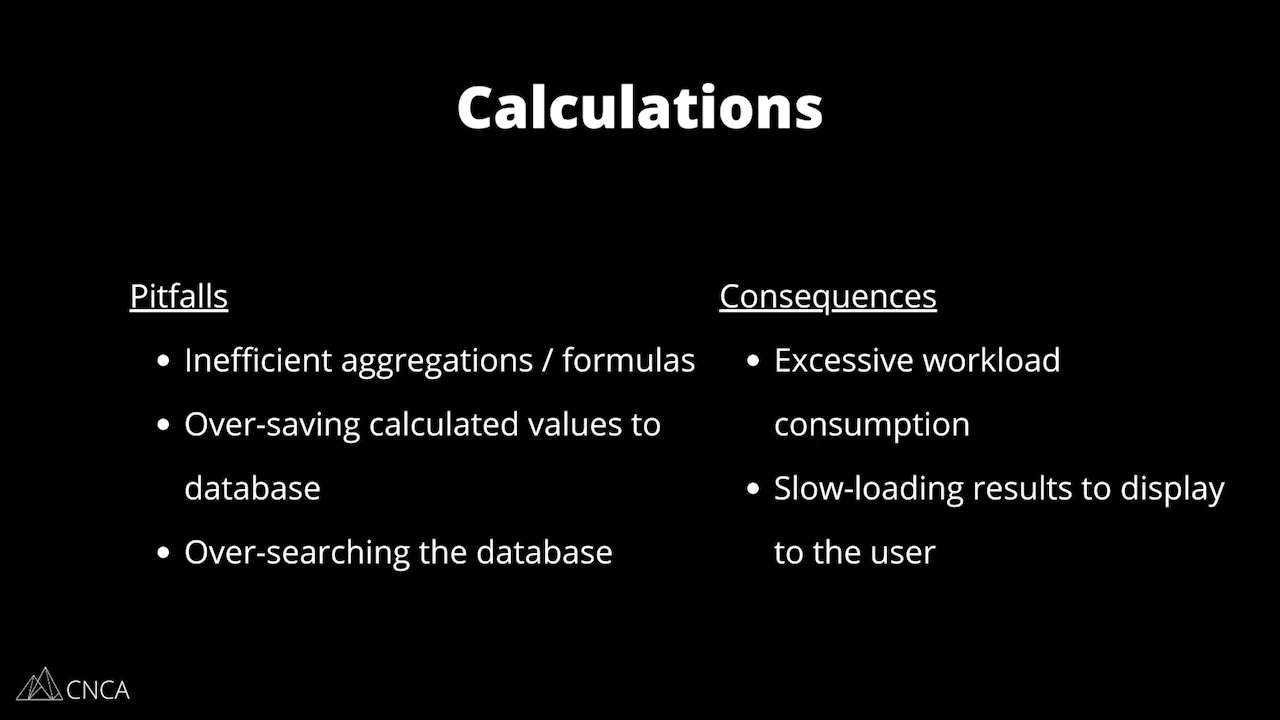 Calculations
Pitfalls
• Inefficient aggregations / formulas
• Over-saving calculated values to
database
• Over-searching the database
Consequences
• Excessive workload
consumption
• Slow-loading results to display
to the user
CNCA